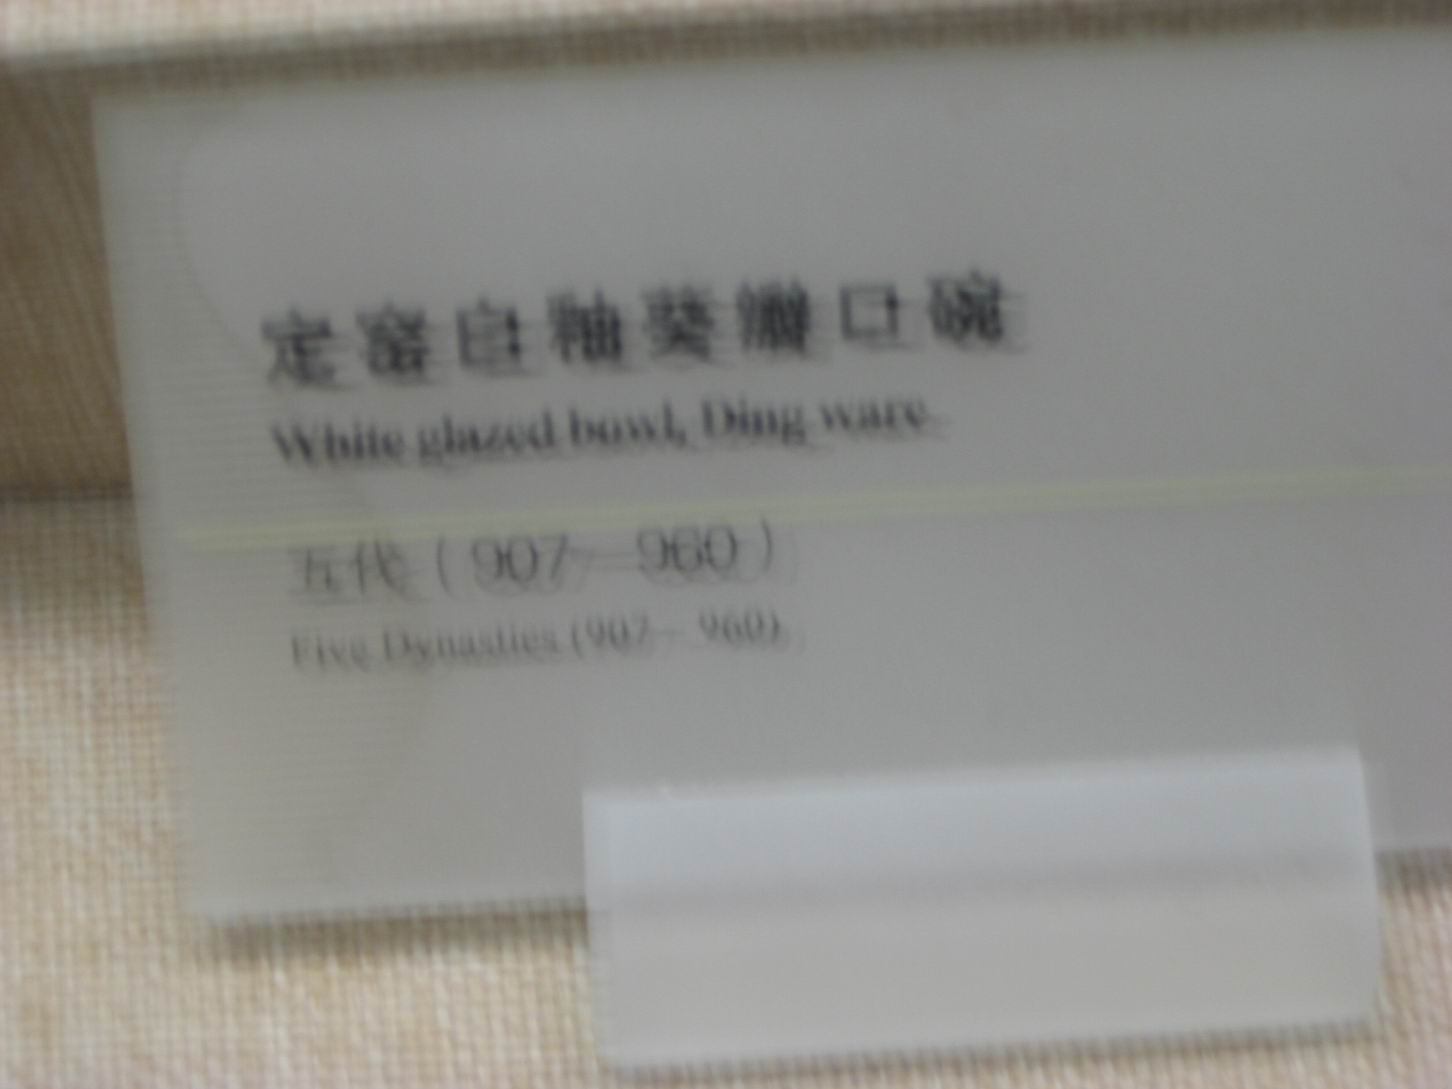 定窑白釉葵瓣口碗
White glazed bowl, Ding ware
五代（907—960）
Five Dynasties (907— 960)